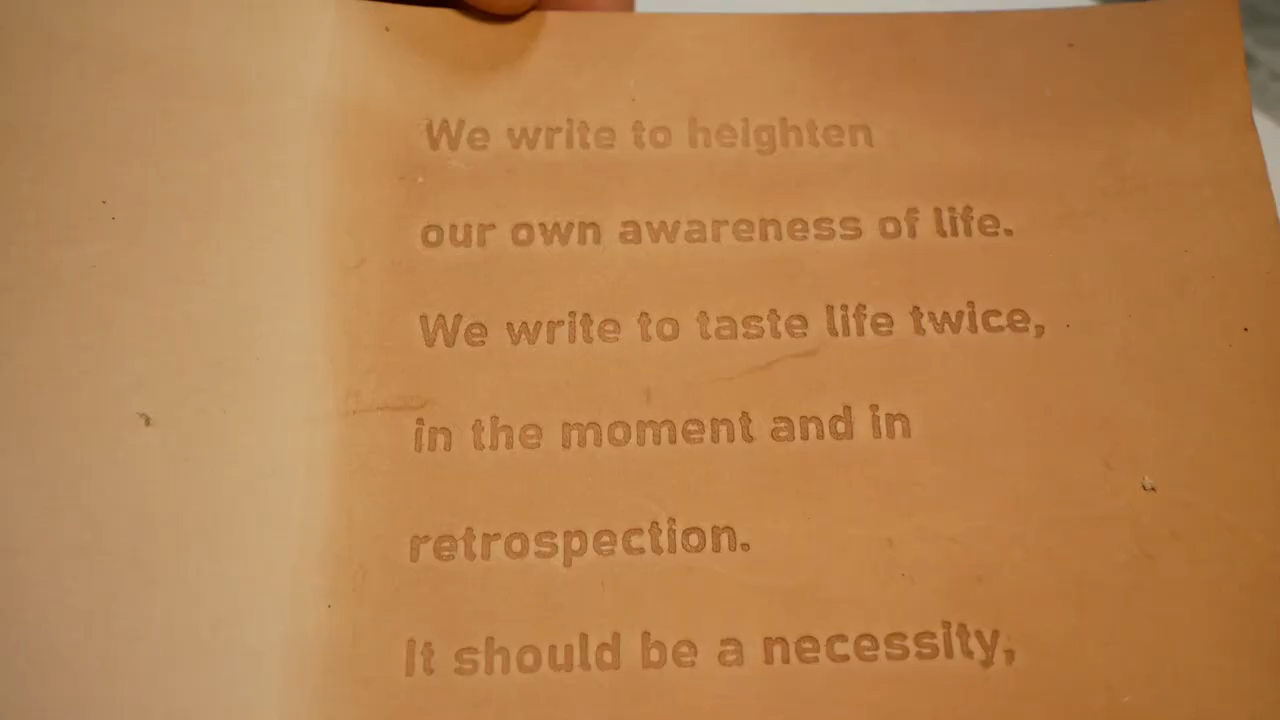 We write to heighten
our own awareness of life.
We write to taste life twice,
in the moment and in
retrospection.
It should be a necessity,